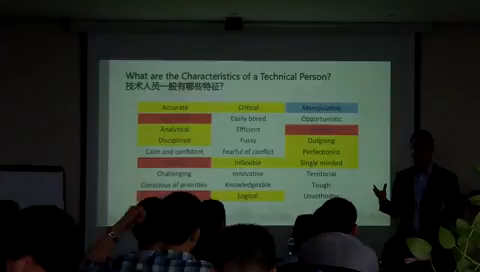 What are the Characteristics of a Technical Person?
技术人员一般有哪些特征?
Accurate Critical Manipulative
Easily bored Opportunistic
Analytical Efficient
Disciplined Fussy Outgoing
Calm and confident Fearful of conflict Perfectionist
Inflexible Single minded
Challenging Innovative Territorial
Conscious of priorities Knowledgeable Tough
Logical Unorthodox